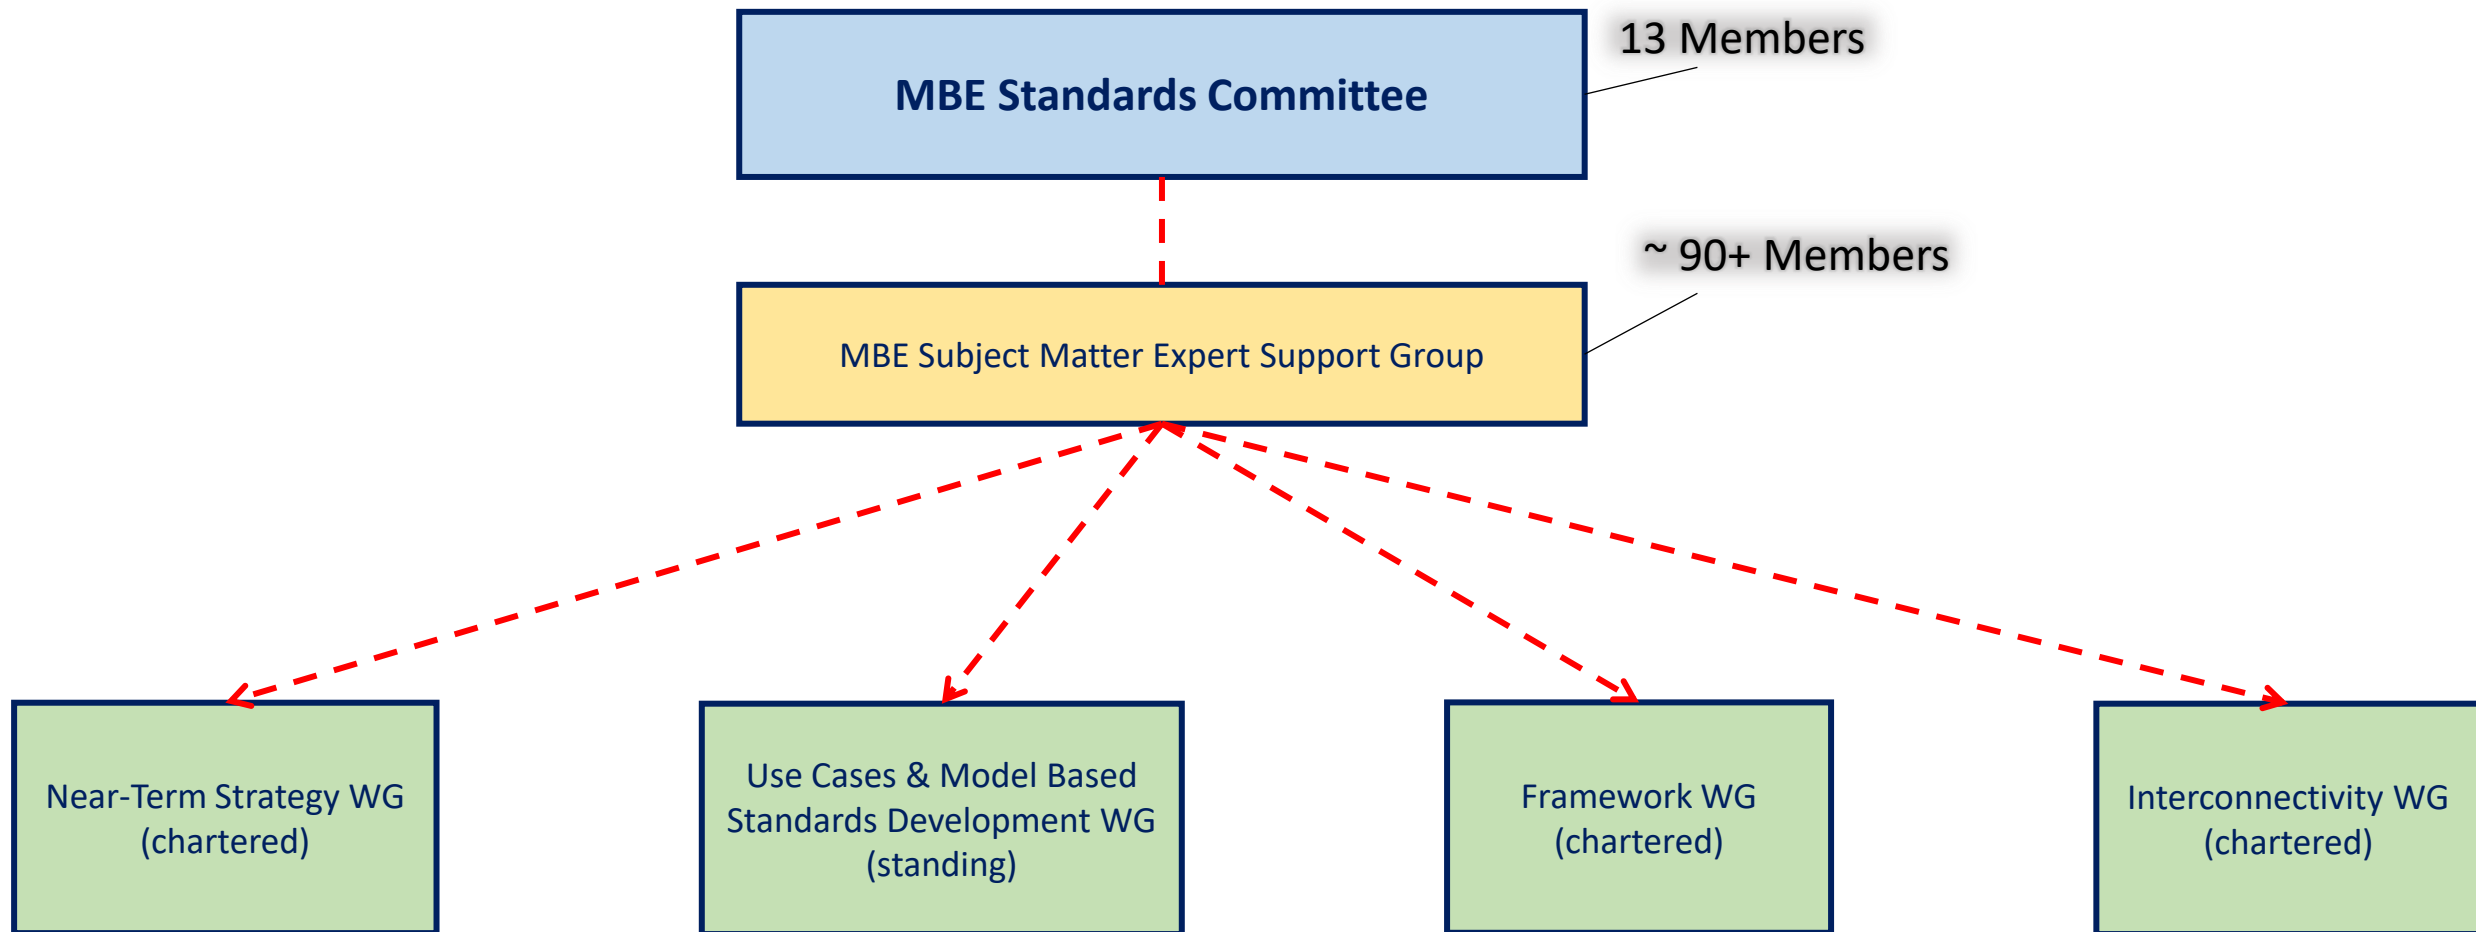 MBE Standards Committee
13 Members
~ 90+ Members
MBE Subject Matter Expert Support Group
Near-Term Strategy WG
(chartered)
Use Cases & Model Based
Standards Development WG
(standing)
Framework WG
(chartered)
Interconnectivity WG
(chartered)